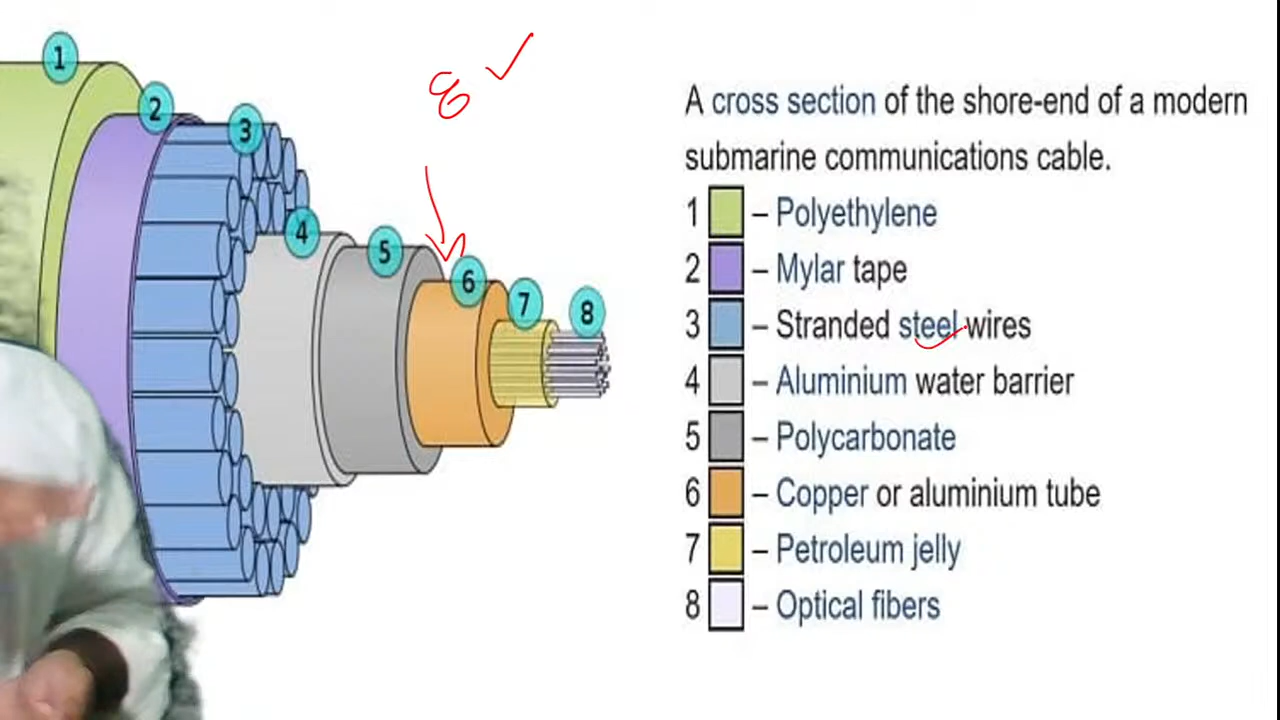 1
2
3
4
5
6
7
8
8
A cross section of the shore-end of a modern
submarine communications cable.
1 – Polyethylene
2 – Mylar tape
3 – Stranded steel wires
4 – Aluminium water barrier
5 – Polycarbonate
6 – Copper or aluminium tube
7 – Petroleum jelly
8 – Optical fibers